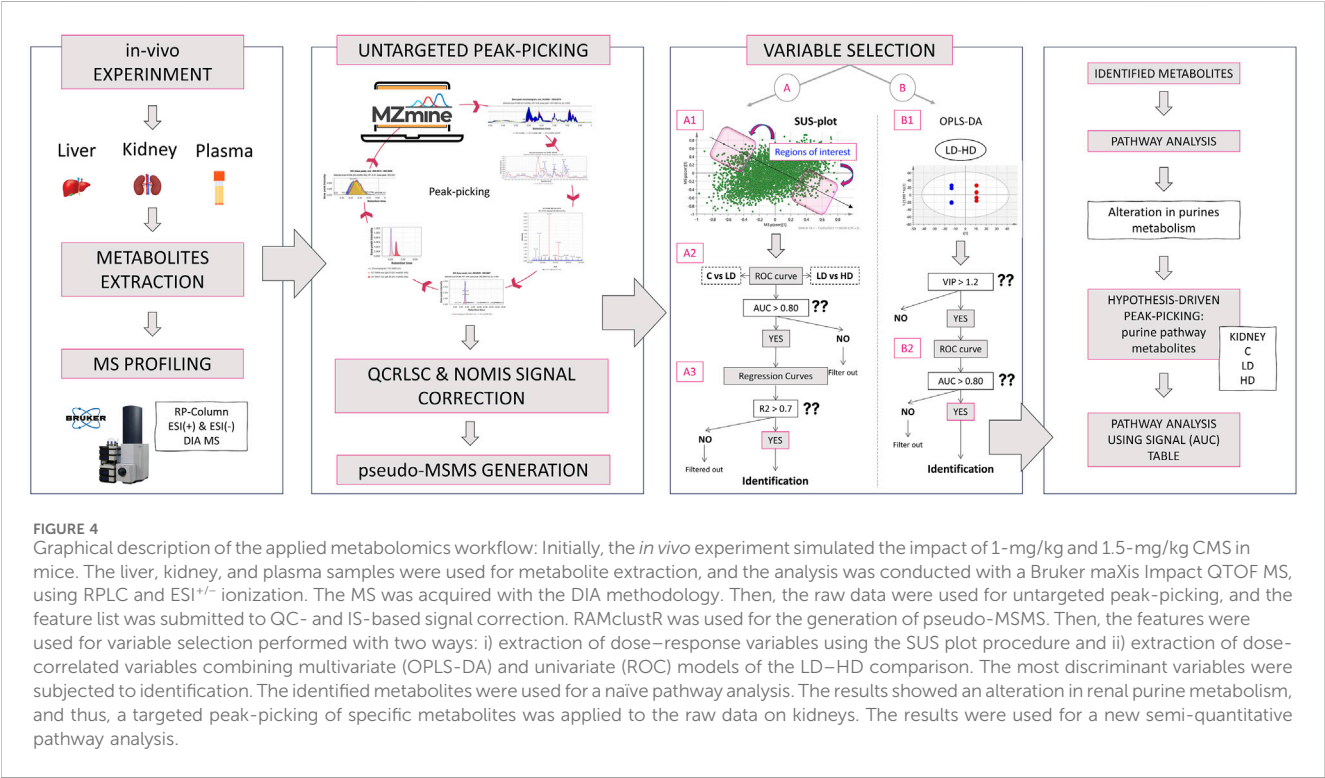 in-vivo
EXPERINMENT
Liver
Kidney
Plasma
METABOLITES
EXTRACTION
MS PROFILING
BRUKER
RP-Column
ESI(+) & ESI(-)
DIA MS
UNTARGETED PEAK-PICKING
MZmine
Peak-picking
QCRLSC & NOMIS SIGNAL
CORRECTION
pseudo-MSMS GENERATION
VARIABLE SELECTION
A
B
A1
SUS-plot
Regions of interest
A2
C vs LD
ROC curve
LD vs HD
AUC > 0.80
??
YES
NO
Filter out
A3
Regression Curves
R2 > 0.7
??
NO
YES
Filtered out
Identification
B1
OPLS-DA
LD-HD
VIP > 1.2
??
NO
YES
B2
ROC curve
AUC > 0.80
??
NO
YES
Filter out
Identification
IDENTIFIED METABOLITES
PATHWAY ANALYSIS
Alteration in purines
metabolism
HYPOTHESIS-DRIVEN
PEAK-PICKING:
purine pathway
metabolites
KIDNEY
C
LD
HD
PATHWAY ANALYSIS
USING SIGNAL (AUC)
TABLE
FIGURE 4
Graphical description of the applied metabolomics workflow: Initially, the in vivo experiment simulated the impact of 1-mg/kg and 1.5-mg/kg CMS in
mice. The liver, kidney, and plasma samples were used for metabolite extraction, and the analysis was conducted with a Bruker maXis Impact QTOF MS,
using RPLC and ESI+/− ionization. The MS was acquired with the DIA methodology. Then, the raw data were used for untargeted peak-picking, and the
feature list was submitted to QC- and IS-based signal correction. RAMclustR was used for the generation of pseudo-MSMS. Then, the features were
used for variable selection performed with two ways: i) extraction of dose–response variables using the SUS plot procedure and ii) extraction of dose-
correlated variables combining multivariate (OPLS-DA) and univariate (ROC) models of the LD–HD comparison. The most discriminant variables were
subjected to identification. The identified metabolites were used for a naïve pathway analysis. The results showed an alteration in renal purine metabolism,
and thus, a targeted peak-picking of specific metabolites was applied to the raw data on kidneys. The results were used for a new semi-quantitative
pathway analysis.